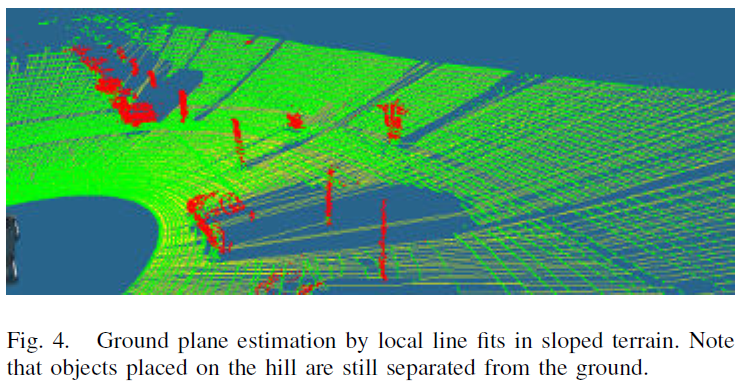 Fig. 4. Ground plane estimation by local line fits in sloped terrain. Note
that objects placed on the hill are still separated from the ground.